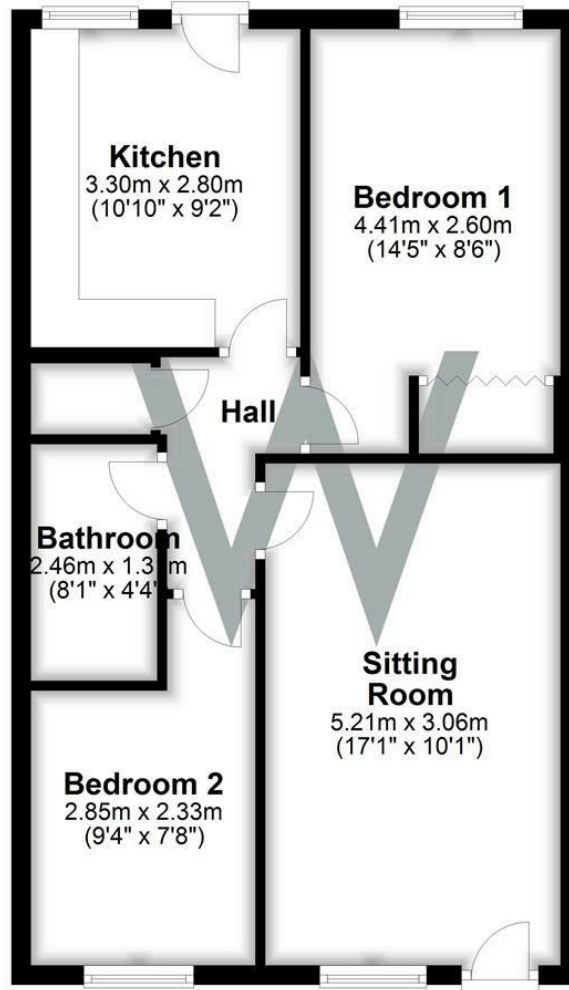 Kitchen
3.30m x 2.80m
(10'10" x 9'2")
Bedroom 1
4.41m x 2.60m
(14'5" x 8'6")
Hall
Bathroom
2.46m x
(8'1" x 4'4"
Sitting
Room
5.21m x 3.06m
(17'1" x 10'1")
Bedroom 2
2.85m x 2.33m
(9'4" x 7'8")
W